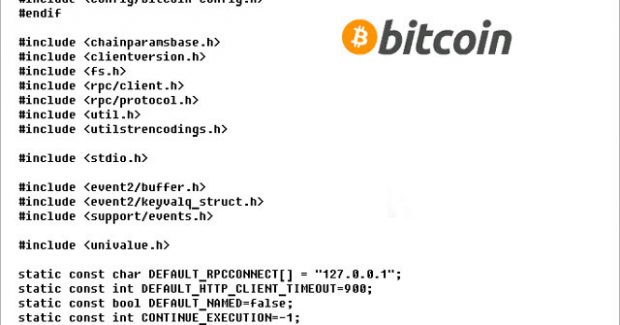 #include <config/bitcoin-config.h>
#endif
bitcoin
#include <chainparamsbase.h>
#include <clientversion.h>
#include <fs.h>
#include <rpc/client.h>
#include <rpc/protocol.h>
#include <util.h>
#include <utilstrencodings.h>
#include <stdio.h>
#include <event2/buffer.h>
#include <event2/keyvalq_struct.h>
#include <support/events.h>
#include <univalue.h>
static const char DEFAULT_RPCCONNECT[] = "127.0.0.1";
static const int DEFAULT_HTTP_CLIENT_TIMEOUT=900;
static const bool DEFAULT_NAMED=false;
static const int CONTINUE_EXECUTION=-1;